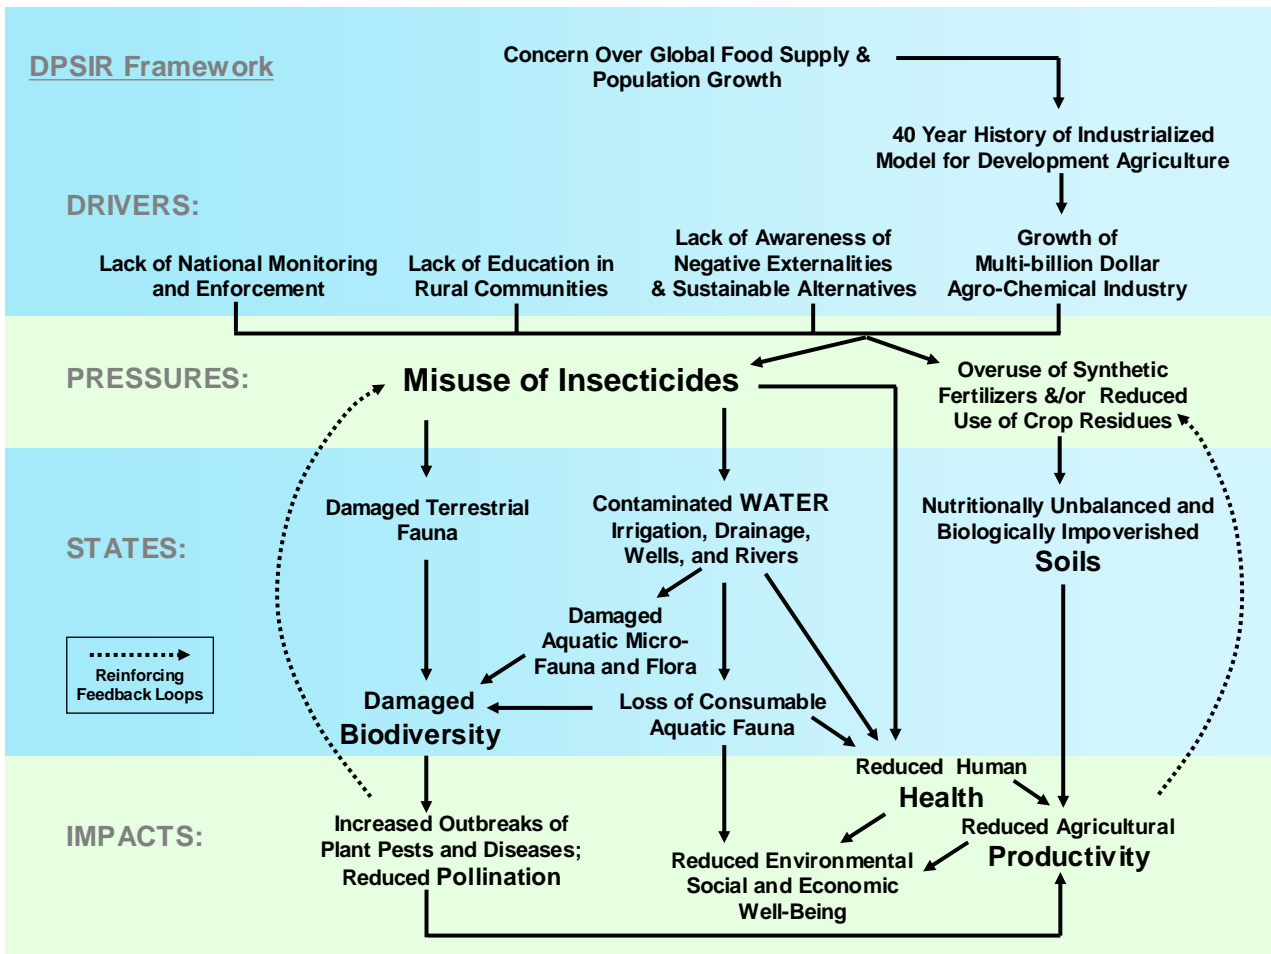 DPSIR Framework
Concern Over Global Food Supply &
Population Growth
40 Year History of Industrialized
Model for Development Agriculture
DRIVERS:
Lack of National Monitoring
and Enforcement
Lack of Education in
Rural Communities
Lack of Awareness of
Negative Externalities
& Sustainable Alternatives
Growth of
Multi-billion Dollar
Agro-Chemical Industry
PRESSURES:
Misuse of Insecticides
Overuse of Synthetic
Fertilizers &/or Reduced
Use of Crop Residues
STATES:
Damaged Terrestrial
Fauna
Contaminated WATER
Irrigation, Drainage,
Wells, and Rivers
Nutritionally Unbalanced and
Biologically Impoverished
Soils
Damaged
Aquatic Micro-
Fauna and Flora
Reinforcing
Feedback Loops
Damaged
Biodiversity
Loss of Consumable
Aquatic Fauna
IMPACTS:
Reduced Human
Health
Increased Outbreaks of
Plant Pests and Diseases;
Reduced Pollination
Reduced Environmental
Social and Economic
Well-Being
Reduced Agricultural
Productivity